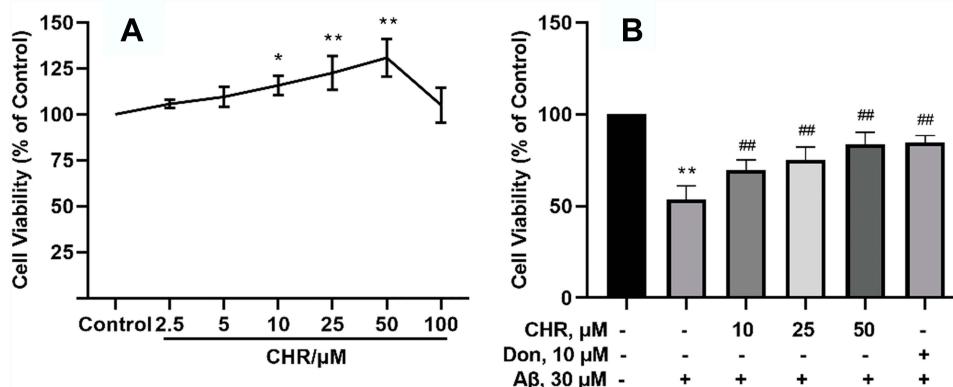 A
Cell Viability (% of Control)
150
125
100
75
50
25
*
**
**
Control 2.5 5 10 25 50 100
CHR/µM
B
Cell Viability (% of Control)
150
100
50
0
**
##
##
##
##
CHR, µM - - 10 25 50 -
Don, 10 µM - - - - - +
Aβ, 30 µM - + + + + +